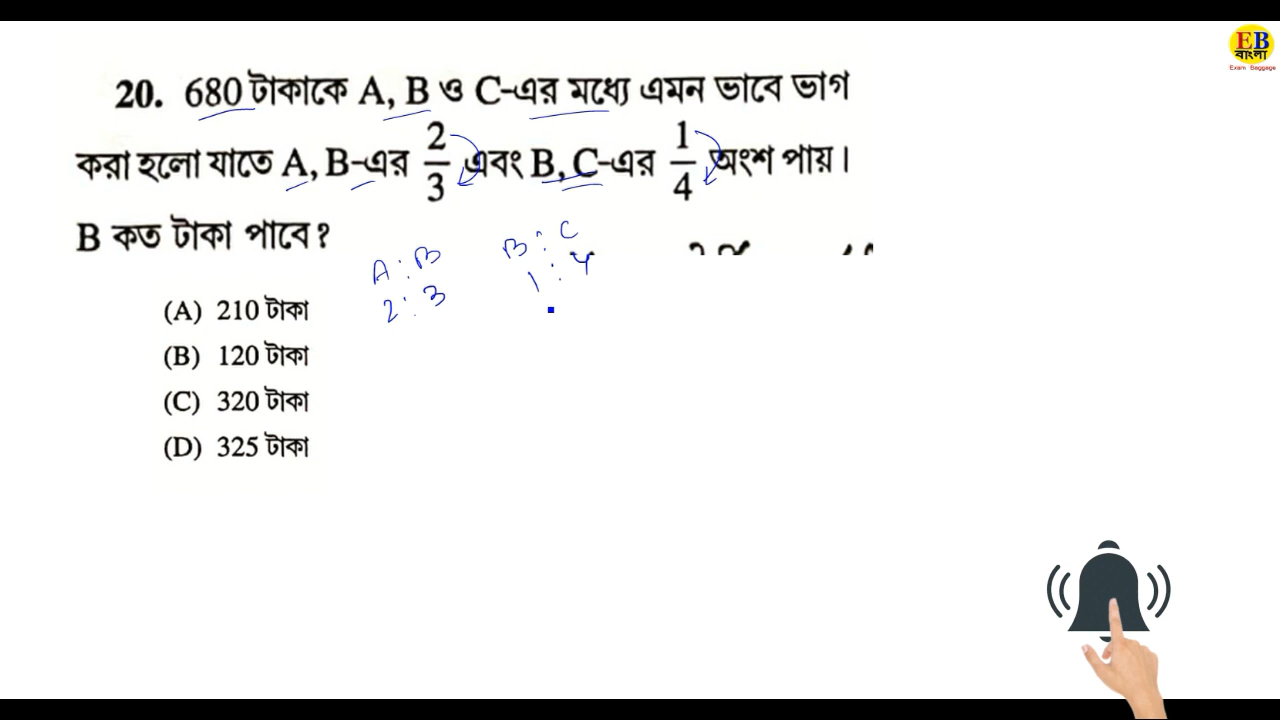 EB
বাংলা
Exam Baggage
20. 680 টাকাকে A, B ও C-এর মধ্যে এমন ভাবে ভাগ
করা হলো যাতে A, B-এর 2/3 এবং B, C-এর 1/4 অংশ পায়।
B কত টাকা পাবে?
A : B B : C
2 : 3 1 : 4
(A) 210 টাকা
(B) 120 টাকা
(C) 320 টাকা
(D) 325 টাকা